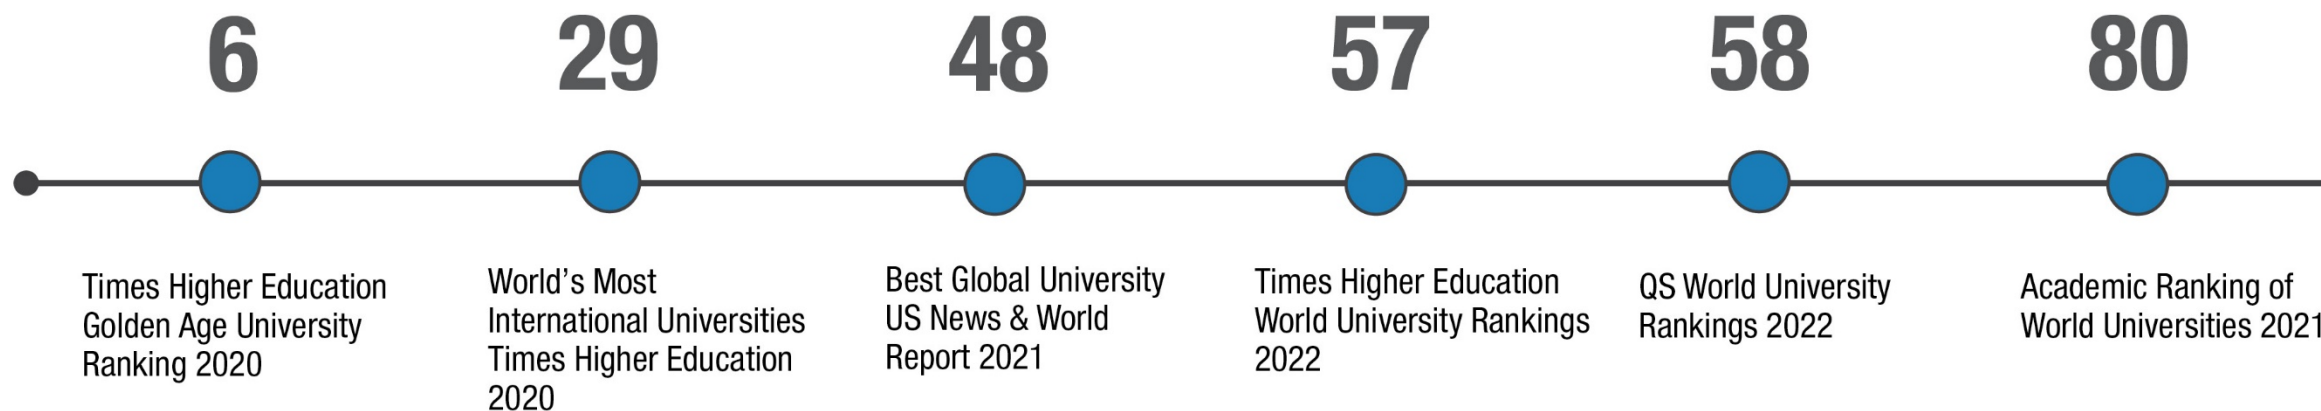 6
29
48
57
58
80
Times Higher Education
Golden Age University
Ranking 2020
World’s Most
International Universities
Times Higher Education
2020
Best Global University
US News & World
Report 2021
Times Higher Education
World University Rankings
2022
QS World University
Rankings 2022
Academic Ranking of
World Universities 2021